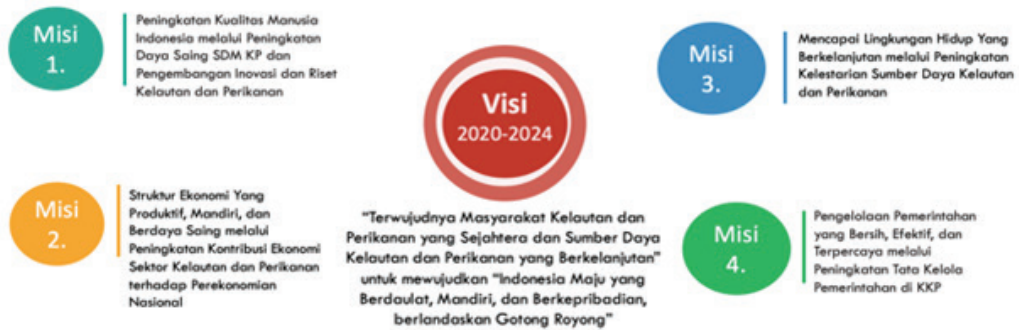 Misi
1.
Peningkatan Kualitas Manusia
Indonesia melalui Peningkatan
Daya Saing SDM KP dan
Pengembangan Inovasi dan Riset
Kelautan dan Perikanan
Misi
2.
Struktur Ekonomi Yang
Produktif, Mandiri, dan
Berdaya Saing melalui
Peningkatan Kontribusi Ekonomi
Sektor Kelautan dan Perikanan
terhadap Perekonomian
Nasional
Visi
2020-2024
"Terwujudnya Masyarakat Kelautan dan
Perikanan yang Sejahtera dan Sumber Daya
Kelautan dan Perikanan yang Berkelanjutan"
untuk mewujudkan "Indonesia Maju yang
Berdaulat, Mandiri, dan Berkepribadian,
berlandaskan Gotong Royong"
Misi
3.
Mencapai Lingkungan Hidup Yang
Berkelanjutan melalui Peningkatan
Kelestarian Sumber Daya Kelautan
dan Perikanan
Misi
4.
Pengelolaan Pemerintahan
yang Bersih, Efektif, dan
Terpercaya melalui
Peningkatan Tata Kelola
Pemerintahan di KKP